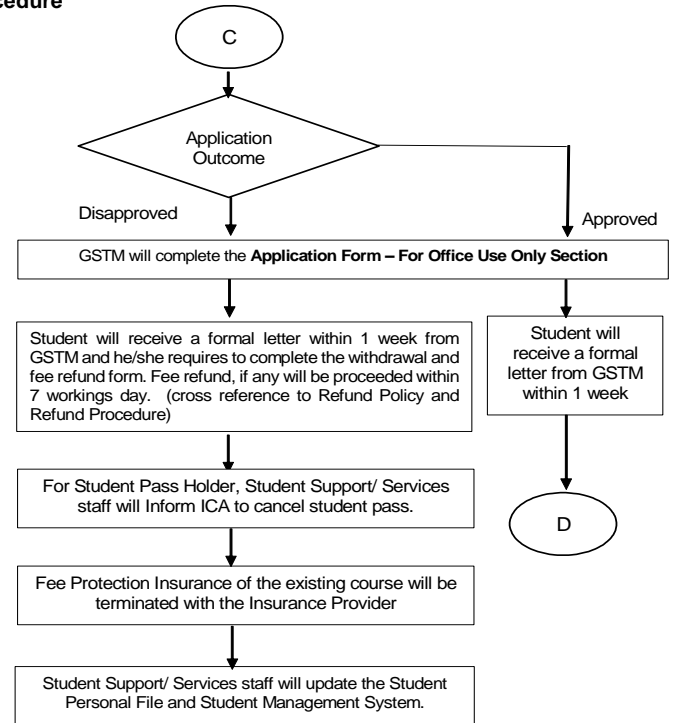 cedure
C
Application
Outcome
Disapproved
Approved
GSTM will complete the Application Form – For Office Use Only Section
Student will receive a formal letter within 1 week from
GSTM and he/she requires to complete the withdrawal and
fee refund form. Fee refund, if any will be proceeded within
7 workings day. (cross reference to Refund Policy and
Refund Procedure)
Student will
receive a formal
letter from GSTM
within 1 week
For Student Pass Holder, Student Support/ Services
staff will Inform ICA to cancel student pass.
D
Fee Protection Insurance of the existing course will be
terminated with the Insurance Provider
Student Support/ Services staff will update the Student
Personal File and Student Management System.